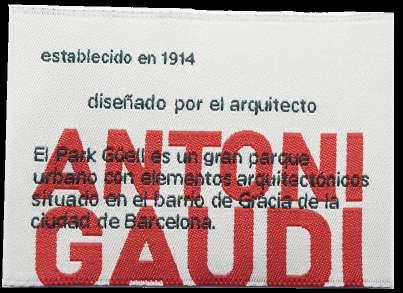 establecido en 1914
diseñado por el arquitecto
ANTONI
GAUDI
El Park Güell es un gran parque
urbano con elementos arquitectónicos
situado en el barrio de Gràcia de la
ciudad de Barcelona.